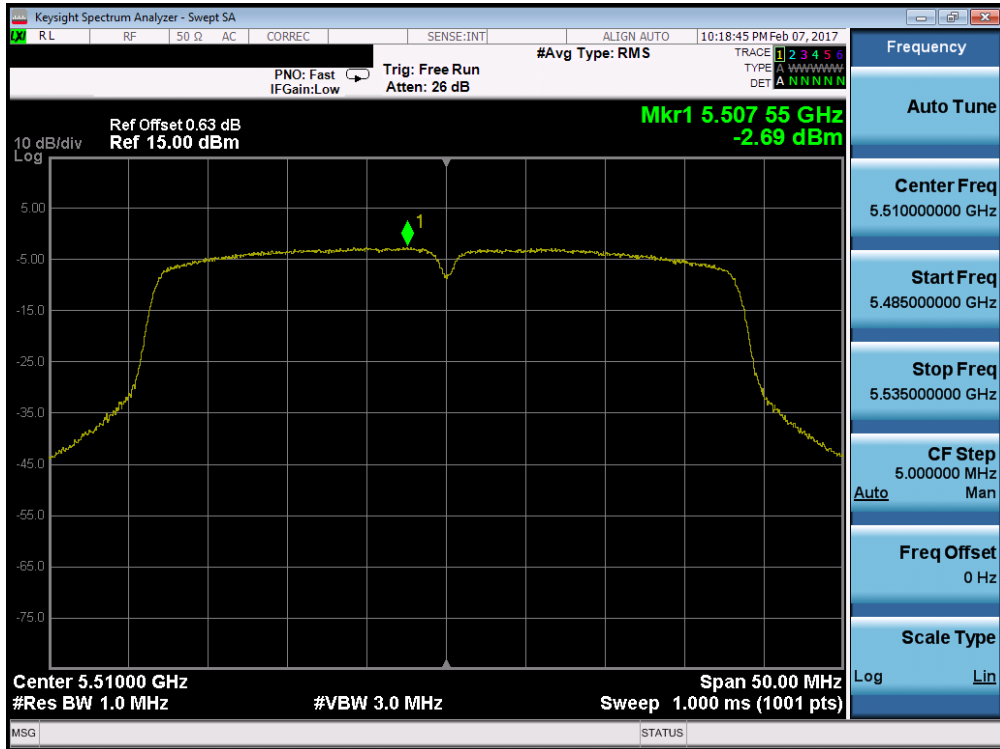 Keysight Spectrum Analyzer - Swept SA
LXI RL RF 50 Ω AC CORREC SENSE:INT ALIGN AUTO 10:18:45 PM Feb 07, 2017
#Avg Type: RMS
TRACE 1 2 3 4 5 6
PNO: Fast Trig: Free Run
TYPE A WWWWW
IFGain:Low Atten: 26 dB
DET A N N N N N
Mkr1 5.507 55 GHz
-2.69 dBm
Ref Offset 0.63 dB
10 dB/div Ref 15.00 dBm
Log
1
5.00
-5.00
-15.0
-25.0
-35.0
-45.0
-55.0
-65.0
-75.0
Center 5.51000 GHz Span 50.00 MHz
#Res BW 1.0 MHz #VBW 3.0 MHz Sweep 1.000 ms (1001 pts)
MSG STATUS
Frequency
Auto Tune
Center Freq
5.510000000 GHz
Start Freq
5.485000000 GHz
Stop Freq
5.535000000 GHz
CF Step
5.000000 MHz
Auto Man
Freq Offset
0 Hz
Scale Type
Log Lin